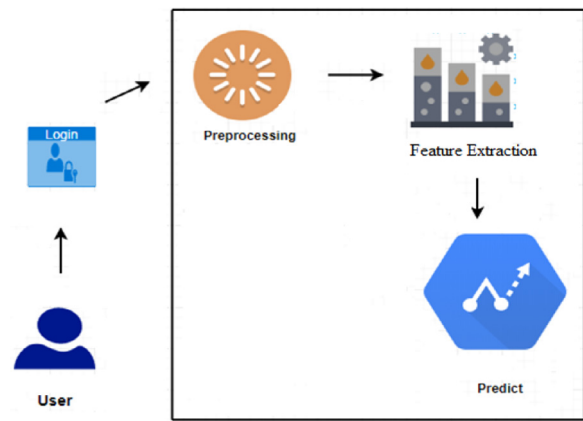 Login
Preprocessing
Feature Extraction
Predict
User